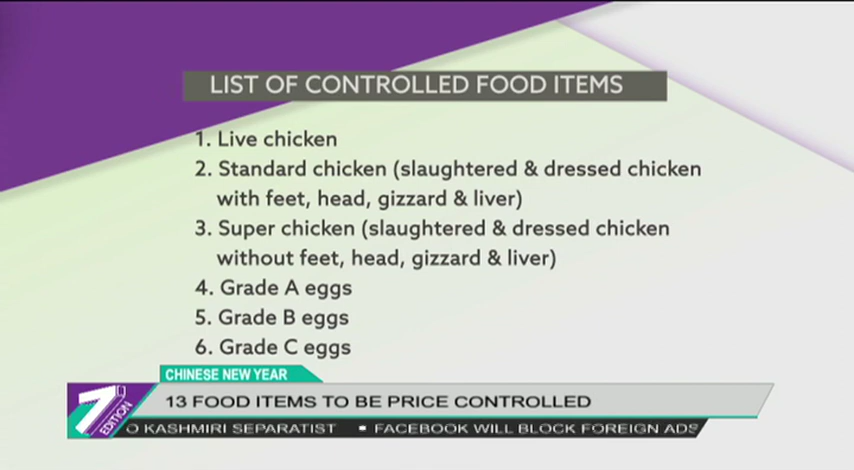 LIST OF CONTROLLED FOOD ITEMS
1. Live chicken
2. Standard chicken (slaughtered & dressed chicken
with feet, head, gizzard & liver)
3. Super chicken (slaughtered & dressed chicken
without feet, head, gizzard & liver)
4. Grade A eggs
5. Grade B eggs
6. Grade C eggs
CHINESE NEW YEAR
13 FOOD ITEMS TO BE PRICE CONTROLLED
7 EDITION
O KASHMIRI SEPARATIST * FACEBOOK WILL BLOCK FOREIGN ADS